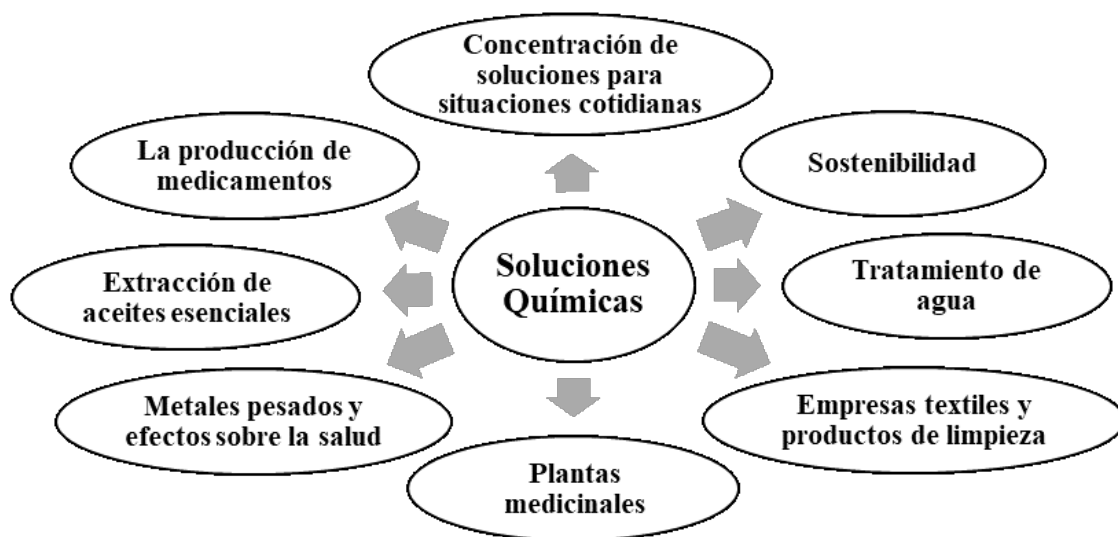 Concentración de
soluciones para
situaciones cotidianas
La producción de
medicamentos
Sostenibilidad
Extracción de
aceites esenciales
Soluciones
Químicas
Tratamiento de
agua
Metales pesados y
efectos sobre la salud
Empresas textiles y
productos de limpieza
Plantas
medicinales